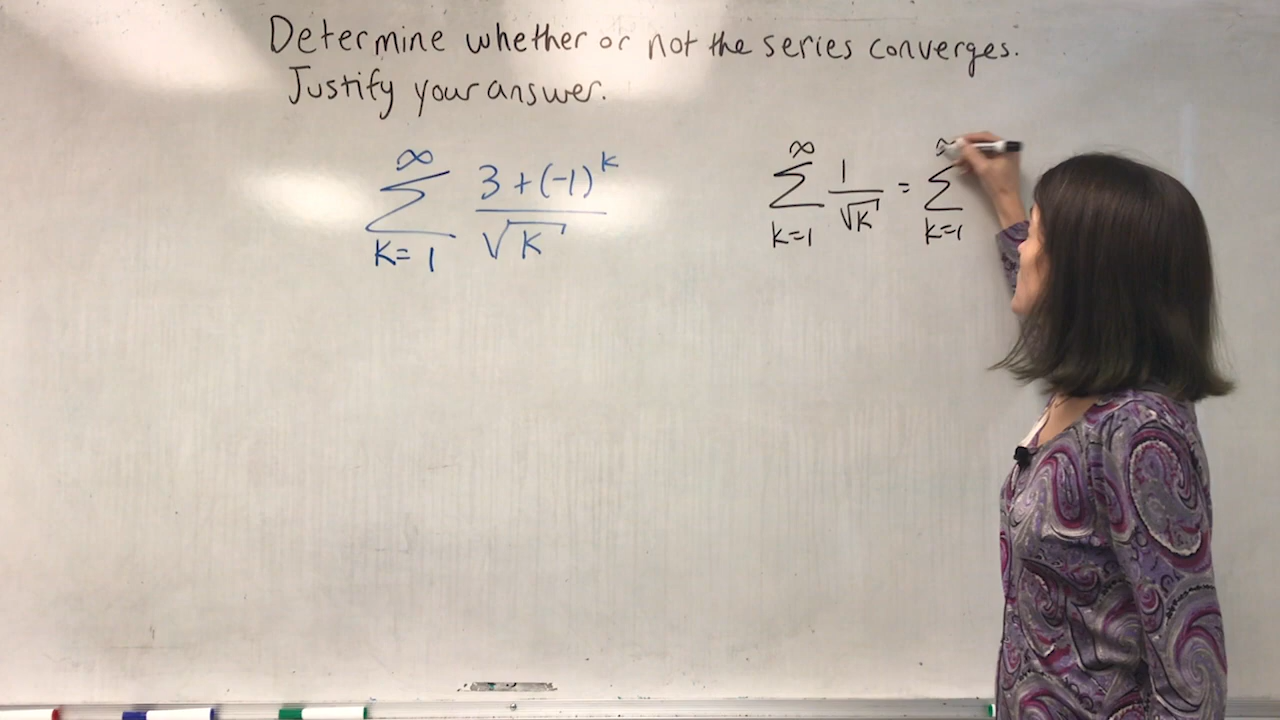 Determine whether or not the series converges.
Justify your answer.
∞ ∑ k=1 3+(-1)^k / √k
∞ ∑ k=1 1/√k = ∞ ∑ k=1